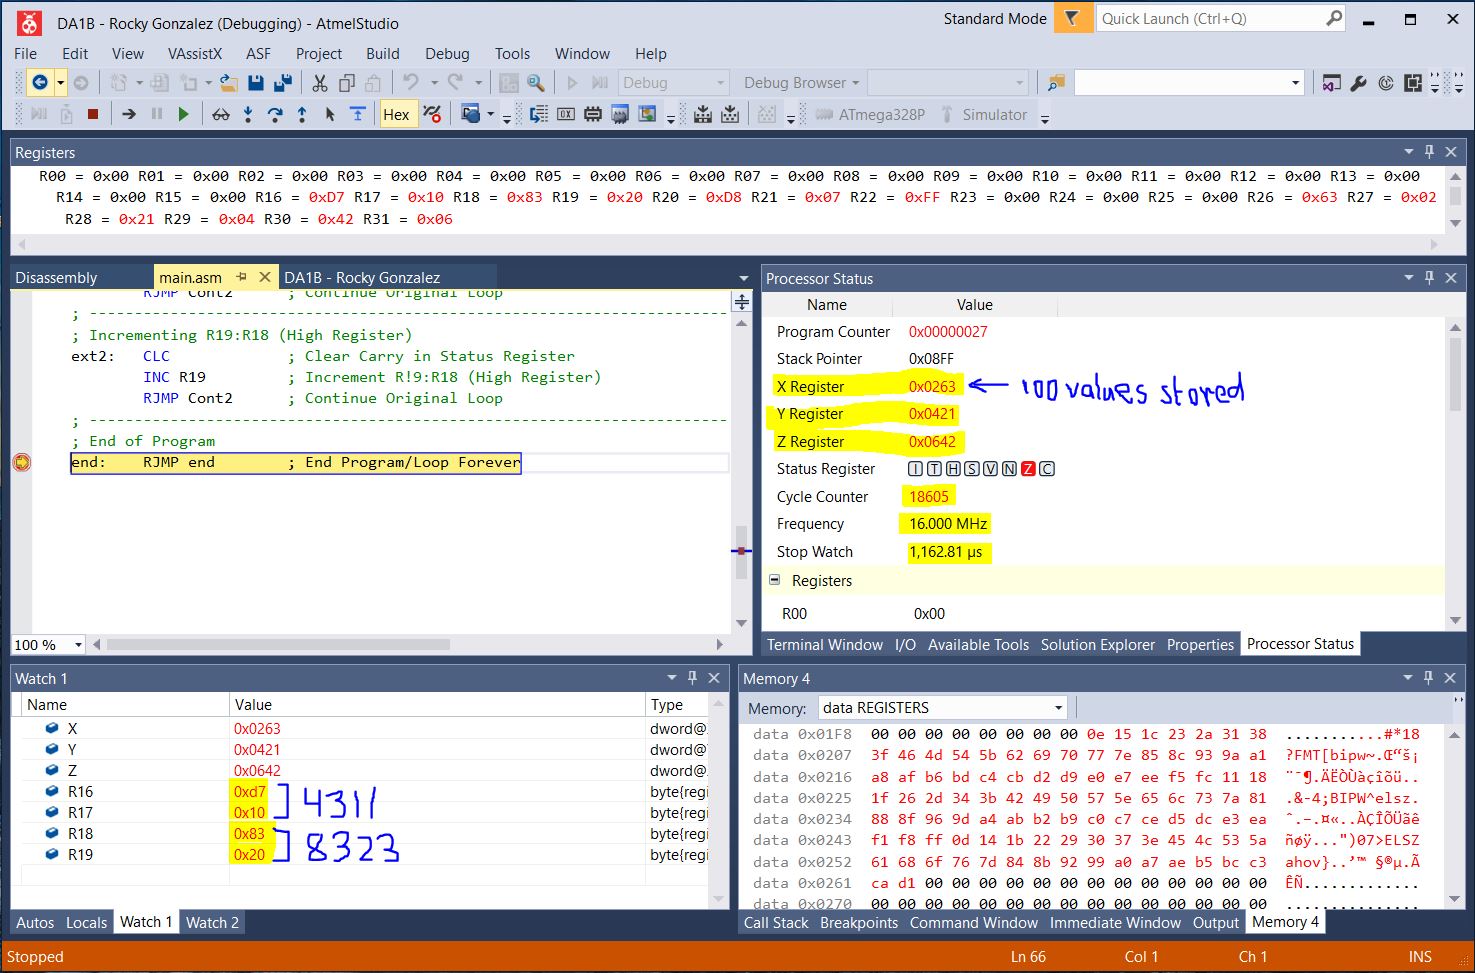 DA1B - Rocky Gonzalez (Debugging) - AtmelStudio
Standard Mode
Quick Launch (Ctrl+Q)
File Edit View VAssistX ASF Project Build Debug Tools Window Help
Debug
Debug Browser
Hex
ATmega328P
Simulator
Registers
R00 = 0x00 R01 = 0x00 R02 = 0x00 R03 = 0x00 R04 = 0x00 R05 = 0x00 R06 = 0x00 R07 = 0x00 R08 = 0x00 R09 = 0x00 R10 = 0x00 R11 = 0x00 R12 = 0x00 R13 = 0x00
R14 = 0x00 R15 = 0x00 R16 = 0xD7 R17 = 0x10 R18 = 0x83 R19 = 0x20 R20 = 0xD8 R21 = 0x07 R22 = 0xFF R23 = 0x00 R24 = 0x00 R25 = 0x00 R26 = 0x63 R27 = 0x02
R28 = 0x21 R29 = 0x04 R30 = 0x42 R31 = 0x06
Disassembly main.asm DA1B - Rocky Gonzalez
RJMP Cont2 ; Continue Original Loop
; -----------------------------------------------------------------------
; Incrementing R19:R18 (High Register)
ext2: CLC ; Clear Carry in Status Register
INC R19 ; Increment R!9:R18 (High Register)
RJMP Cont2 ; Continue Original Loop
; -----------------------------------------------------------------------
; End of Program
end: RJMP end ; End Program/Loop Forever
100 %
Processor Status
Name Value
Program Counter 0x00000027
Stack Pointer 0x08FF
X Register 0x0263 100 values stored
Y Register 0x0421
Z Register 0x0642
Status Register I T H S V N Z C
Cycle Counter 18605
Frequency 16.000 MHz
Stop Watch 1,162.81 µs
Registers
R00 0x00
Terminal Window I/O Available Tools Solution Explorer Properties Processor Status
Watch 1
Name Value Type
X 0x0263 dword@
Y 0x0421 dword@
Z 0x0642 dword@
R16 0xd7 byte{regi
R17 0x10 byte{regi
4311
R18 0x83 byte{regi
R19 0x20 byte{regi
8323
Autos Locals Watch 1 Watch 2
Memory 4
Memory: data REGISTERS
data 0x01F8 00 00 00 00 00 00 00 00 0e 15 1c 23 2a 31 38 ...........#*18
data 0x0207 3f 46 4d 54 5b 62 69 70 77 7e 85 8c 93 9a a1 ?FMT[bipw~.Œ“š¡
data 0x0216 a8 af b6 bd c4 cb d2 d9 e0 e7 ee f5 fc 11 18 ¨¯¶.ÄËÒÙàçîõü..
data 0x0225 1f 26 2d 34 3b 42 49 50 57 5e 65 6c 73 7a 81 .&-4;BIPW^elsz.
data 0x0234 88 8f 96 9d a4 ab b2 b9 c0 c7 ce d5 dc e3 ea ˆ.–.¤«..ÀÇÎÕÜãê
data 0x0243 f1 f8 ff 0d 14 1b 22 29 30 37 3e 45 4c 53 5a ñøÿ...")07>ELSZ
data 0x0252 61 68 6f 76 7d 84 8b 92 99 a0 a7 ae b5 bc c3 ahov}..’™ §®µ.Ã
data 0x0261 ca d1 00 00 00 00 00 00 00 00 00 00 00 00 00 ÊÑ.............
data 0x0270 00 00 00 00 00 00 00 00 00 00 00 00 00 00 00 ...............
Call Stack Breakpoints Command Window Immediate Window Output Memory 4
Stopped Ln 66 Col 1 Ch 1 INS